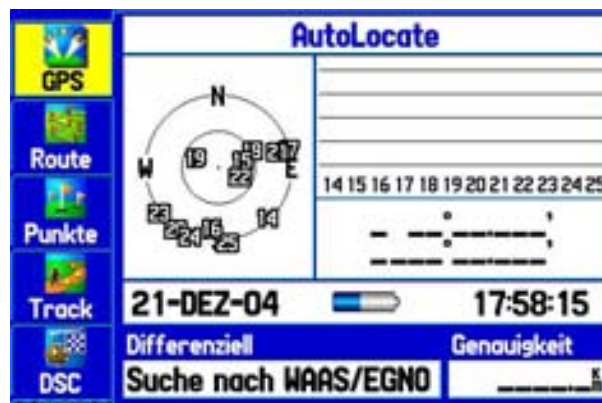 AutoLocate
GPS
N
W
E
19
15
22
14
16
24
25
23
14 15 16 17 18 19 20 21 22 23 24 25
Route
Punkte
Track
21-DEZ-04
17:58:15
Differenziell
Genauigkeit
DSC
Suche nach WAAS/EGNO